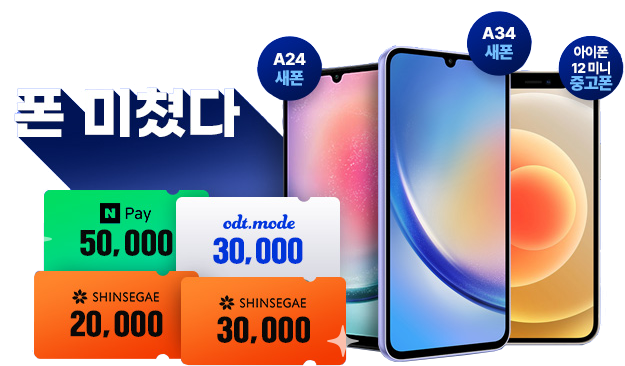 폰 미쳤다
A24
새폰
A34
새폰
아이폰
12 미니
중고폰
N Pay
50,000
odt.mode
30,000
SHINSEGAE
20,000
SHINSEGAE
30,000